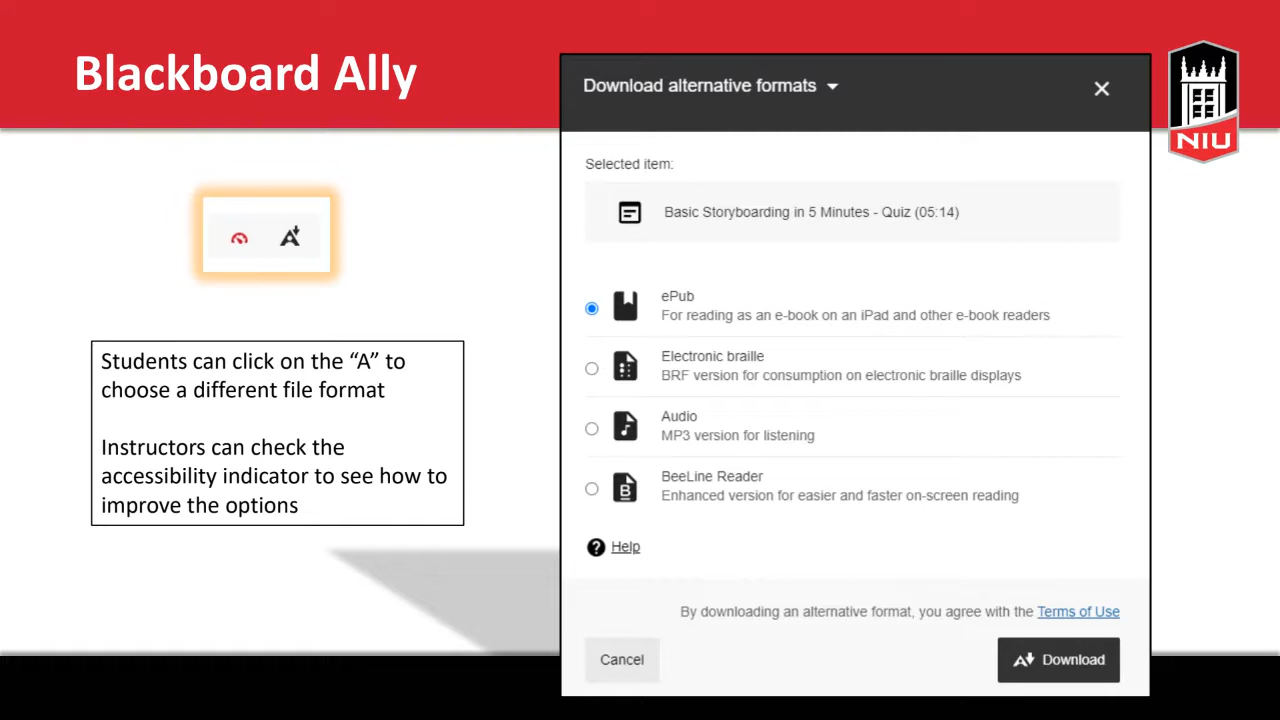 Blackboard Ally
NIU
Students can click on the “A” to
choose a different file format
Instructors can check the
accessibility indicator to see how to
improve the options
Download alternative formats
Selected item:
Basic Storyboarding in 5 Minutes - Quiz (05:14)
ePub
For reading as an e-book on an iPad and other e-book readers
Electronic braille
BRF version for consumption on electronic braille displays
Audio
MP3 version for listening
BeeLine Reader
Enhanced version for easier and faster on-screen reading
Help
By downloading an alternative format, you agree with the Terms of Use
Cancel
Download